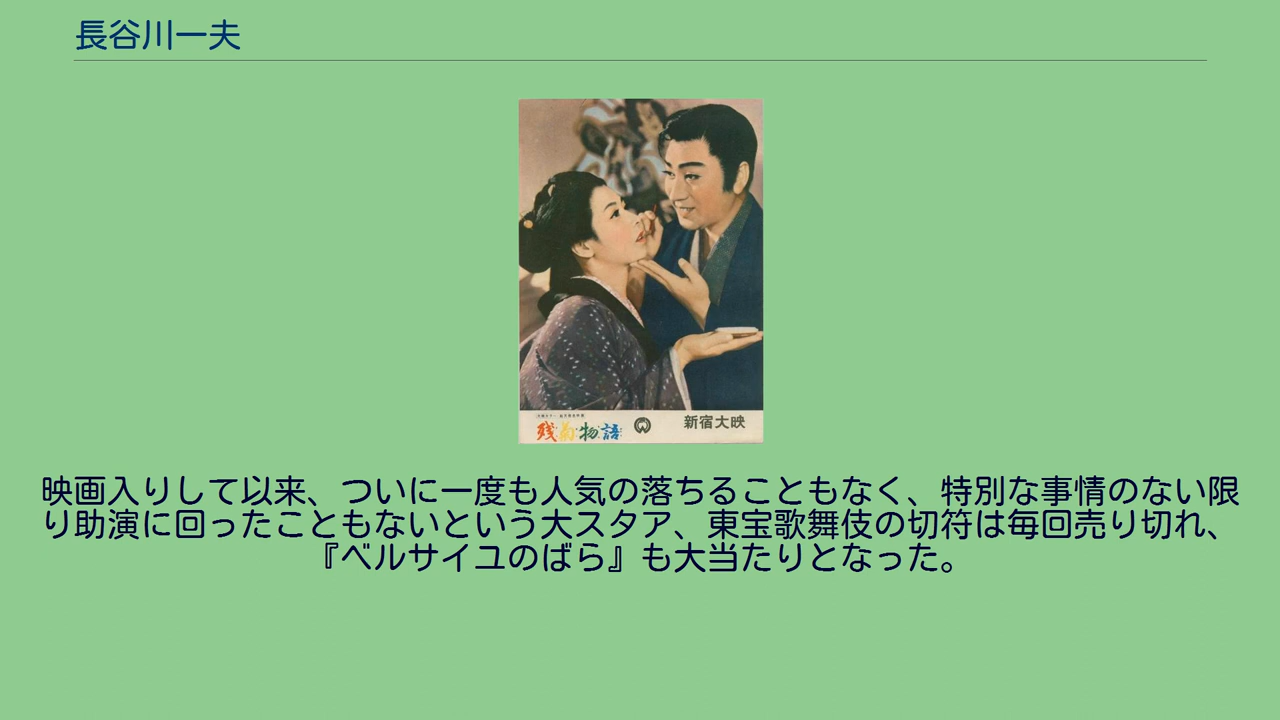 長谷川一夫
残菊物語
新宿大映
映画入りして以来、ついに一度も人気の落ちることもなく、特別な事情のない限
り助演に回ったこともないという大スタア、東宝歌舞伎の切符は毎回売り切れ、
『ベルサイユのばら』も大当たりとなった。